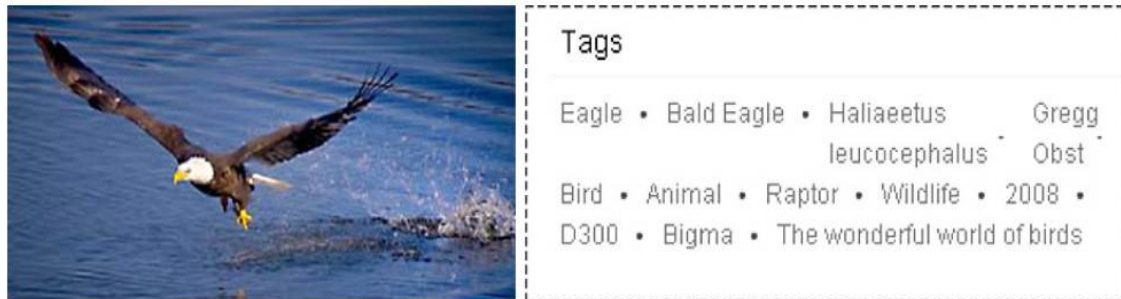 Tags
Eagle • Bald Eagle • Haliaeetus leucocephalus • Gregg Obst •
Bird • Animal • Raptor • Wildlife • 2008 •
D300 • Bigma • The wonderful world of birds